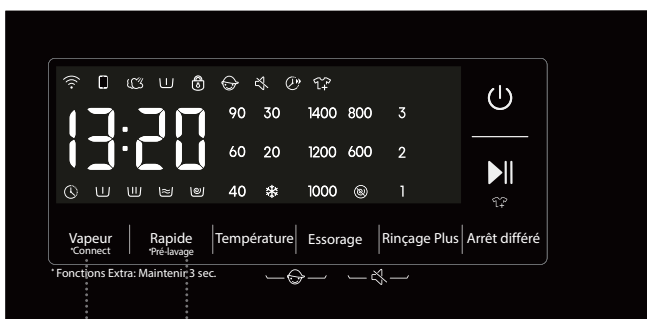 13:20
90 30 1400 800 3
60 20 1200 600 2
40 1000 1
Vapeur Rapide Température Essorage Rinçage Plus Arrêt différé
*Connect *Pré-lavage
*Fonctions Extra: Maintenir 3 sec.